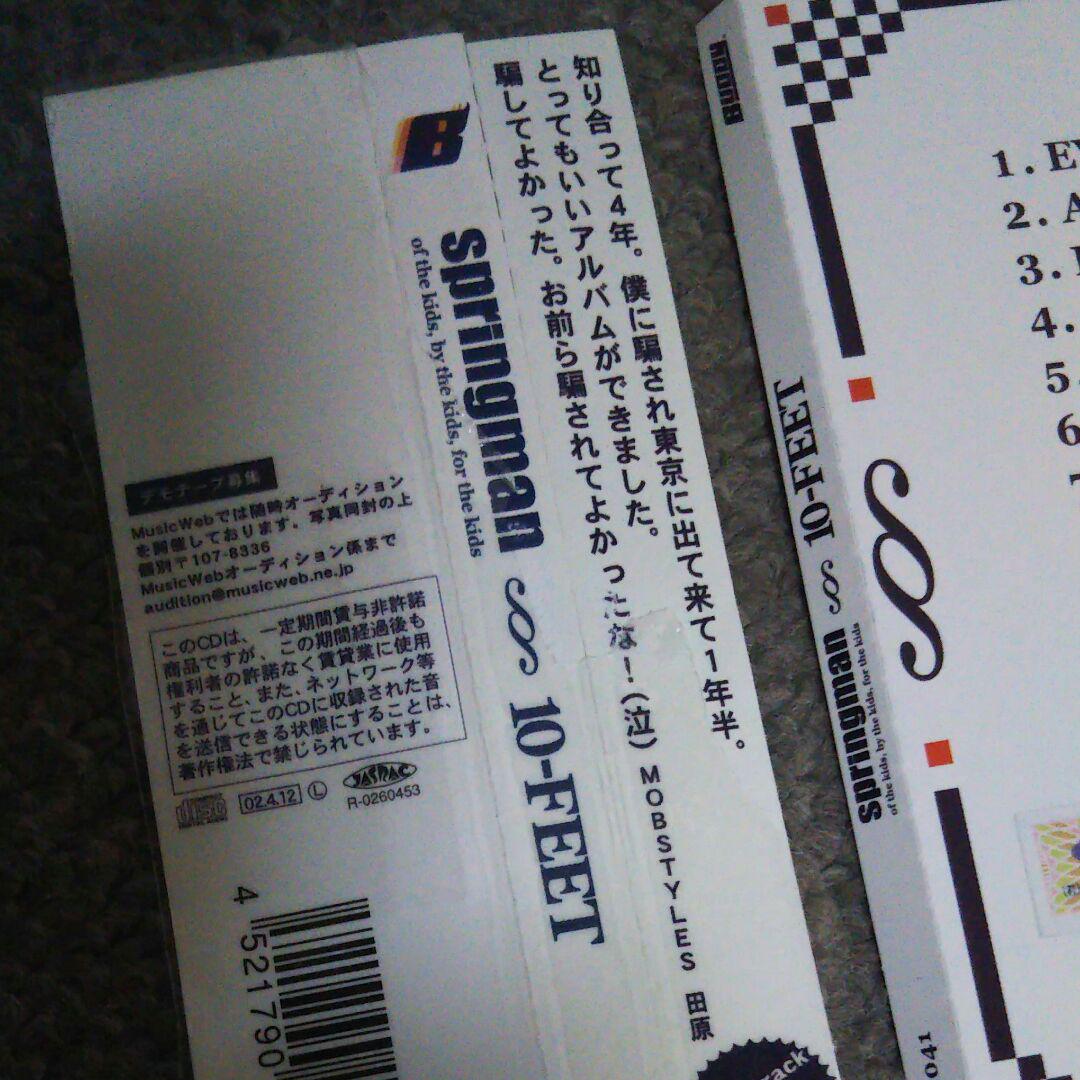 知り合って4年。僕に騙され東京に出て来て1年半。
とってもいいアルバムができました。
騙してよかった。お前ら騙されてよかったな!(泣)MOBSTYLES 田原
B
springman
of the kids, by the kids, for the kids
10-FEET
デモテープ募集
MusicWebでは随時オーディション
を開催しております。写真同封の上
個別〒107-8336
MusicWebオーディション係まで
audition@musicweb.ne.jp
このCDは、一定期間賃与非許諾
商品ですが、この期間経過後も
権利者の許諾なく賃貸業に使用
すること、また、ネットワーク等
を通じてこのCDに収録された音
を送信できる状態にすることは、
著作権法で禁じられています。
disc
02.4.12
L
JASRAC
R-0260453
4 521790
springman
of the kids, by the kids, for the kids
10-FEET
1.
2.
3.
4.
5.
041